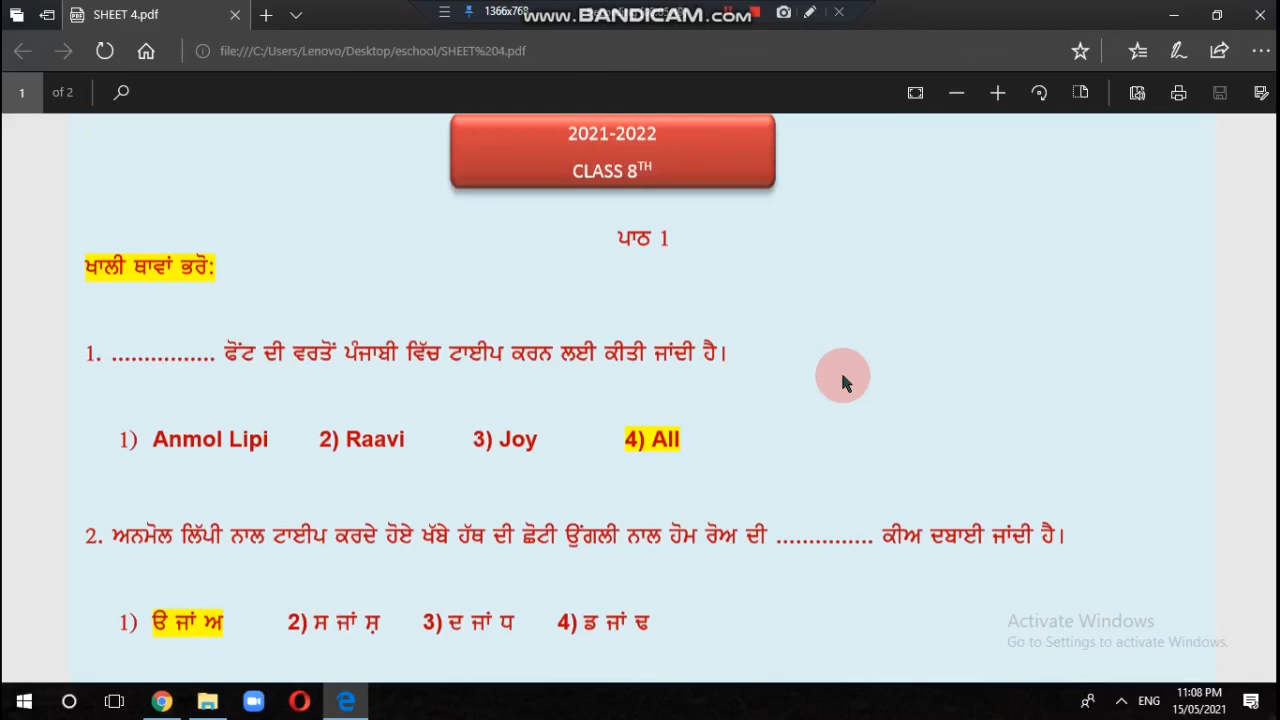 SHEET 4.pdf
1366x768
www.BANDICAM.com
file:///C:/Users/Lenovo/Desktop/eschool/SHEET%204.pdf
1 of 2
2021-2022
CLASS 8TH
ਪਾਠ 1
ਖਾਲੀ ਥਾਵਾਂ ਭਰੋ:
1. ................ ਫੋਂਟ ਦੀ ਵਰਤੋਂ ਪੰਜਾਬੀ ਵਿੱਚ ਟਾਈਪ ਕਰਨ ਲਈ ਕੀਤੀ ਜਾਂਦੀ ਹੈ।
1) Anmol Lipi 2) Raavi 3) Joy 4) All
2. ਅਨਮੋਲ ਲਿੱਪੀ ਨਾਲ ਟਾਈਪ ਕਰਦੇ ਹੋਏ ਖੱਬੇ ਹੱਥ ਦੀ ਛੋਟੀ ਉਂਗਲੀ ਨਾਲ ਹੋਮ ਰੋਅ ਦੀ ............... ਕੀਅ ਦਬਾਈ ਜਾਂਦੀ ਹੈ।
1) ੳ ਜਾਂ ਅ 2) ਸ ਜਾਂ ਸ਼ 3) ਦ ਜਾਂ ਧ 4) ਡ ਜਾਂ ਢ
Activate Windows
Go to Settings to activate Windows.
ENG
11:08 PM
15/05/2021